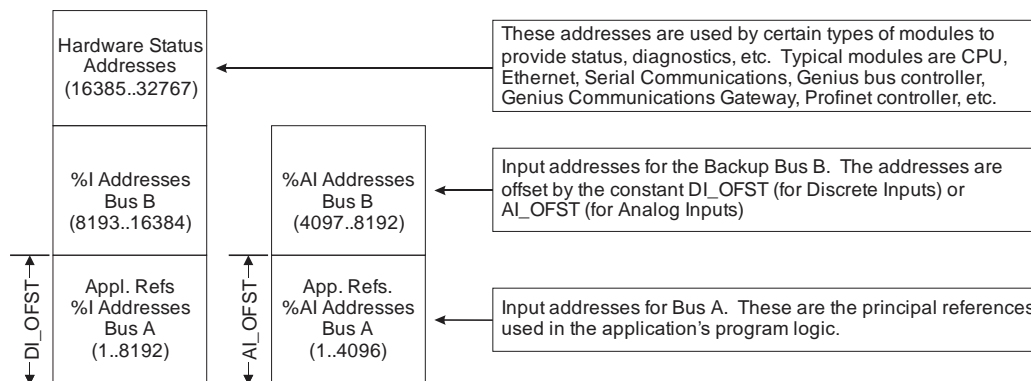 Hardware Status
Addresses
(16385..32767)
These addresses are used by certain types of modules to
provide status, diagnostics, etc.  Typical modules are CPU,
Ethernet, Serial Communications, Genius bus controller,
Genius Communications Gateway, Profinet controller, etc.
%I Addresses
Bus B
(8193..16384)
%AI Addresses
Bus B
(4097..8192)
Input addresses for the Backup Bus B.  The addresses are
offset by the constant DI_OFST (for Discrete Inputs) or
AI_OFST (for Analog Inputs)
DI_OFST
Appl. Refs
%I Addresses
Bus A
(1..8192)
AI_OFST
App. Refs.
%AI Addresses
Bus A
(1..4096)
Input addresses for Bus A.  These are the principal references
used in the application's program logic.